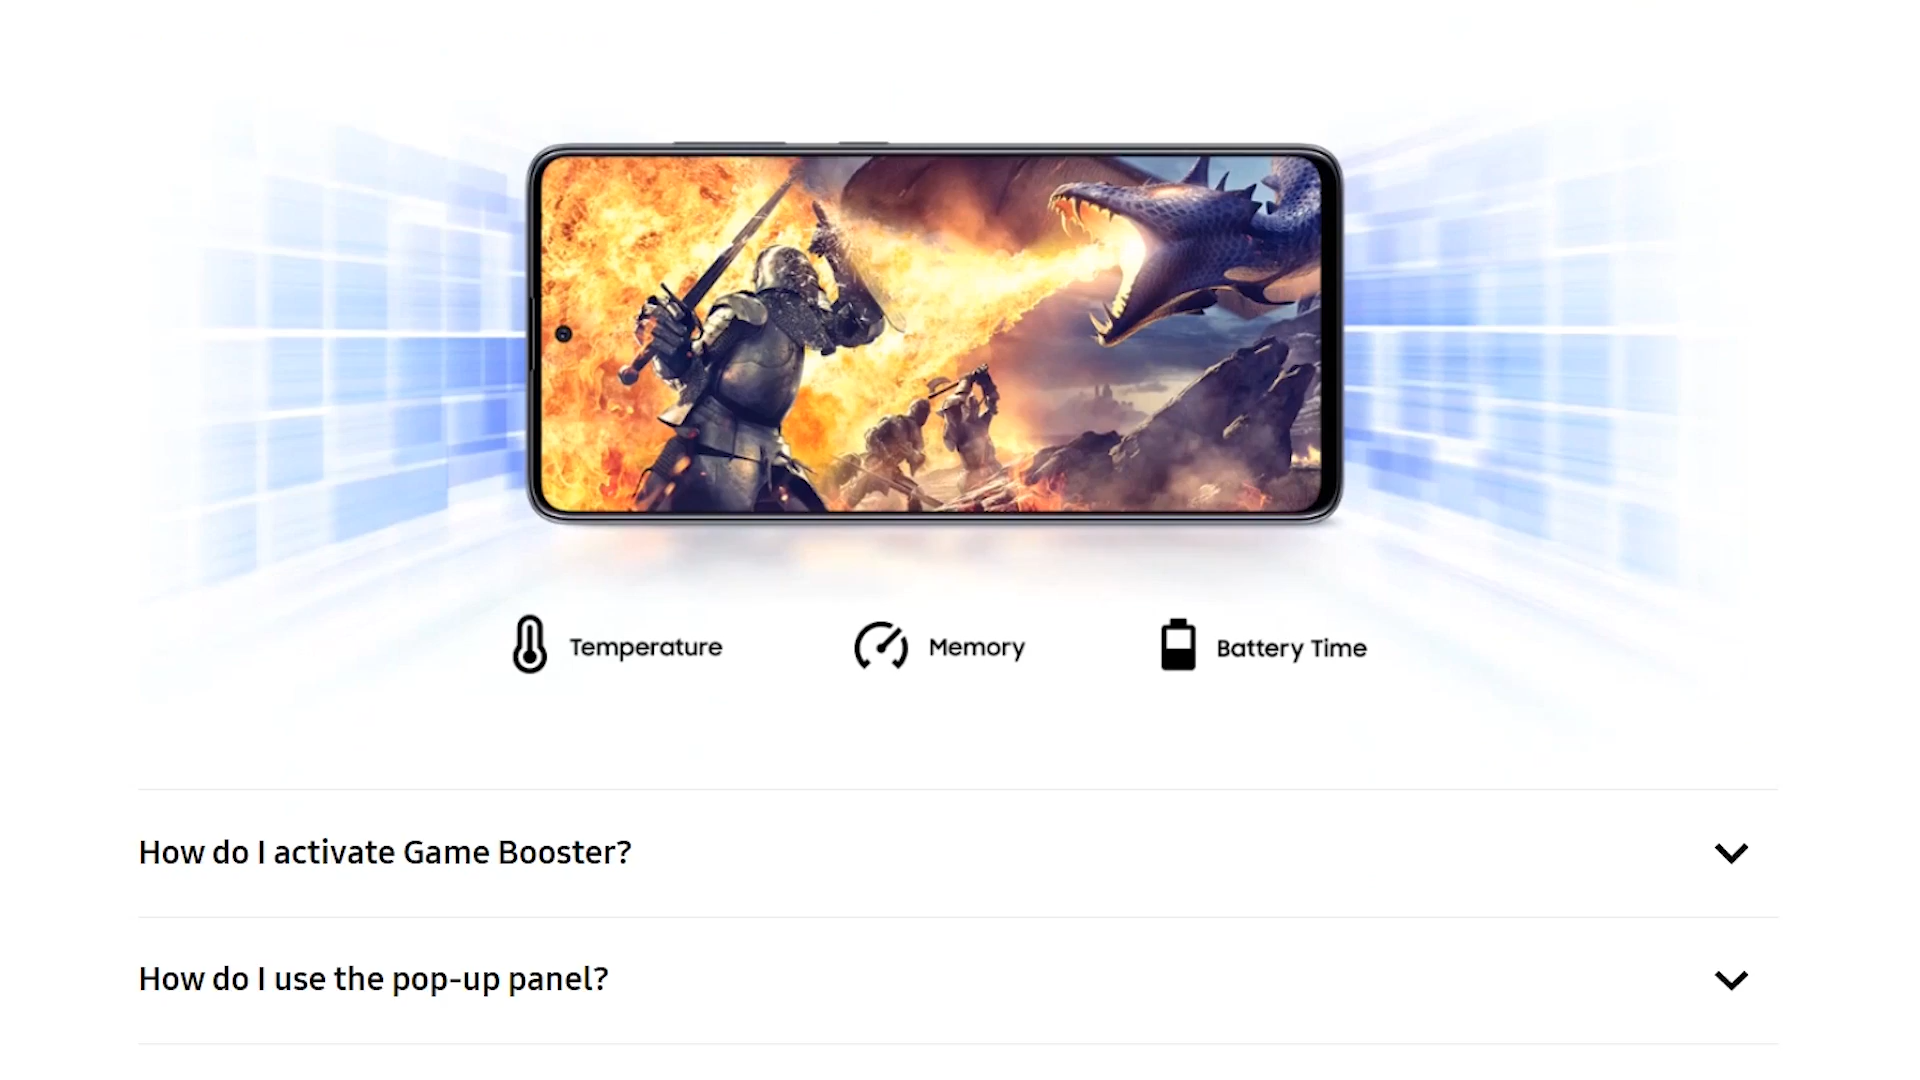 Temperature
Memory
Battery Time
How do I activate Game Booster?
How do I use the pop-up panel?